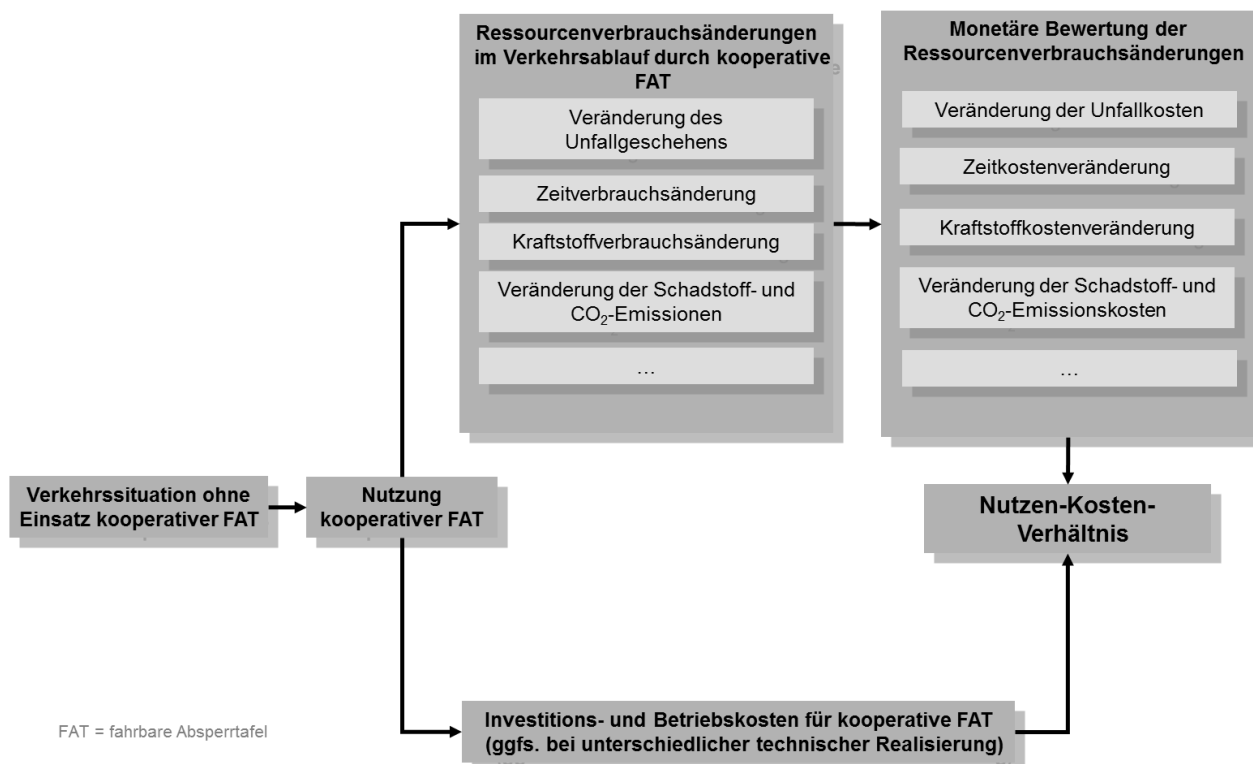 Ressourcenverbrauchsänderungen
im Verkehrsablauf durch kooperative
FAT
Veränderung des
Unfallgeschehens
Zeitverbrauchsänderung
Kraftstoffverbrauchsänderung
Veränderung der Schadstoff- und
CO₂-Emissionen
…
Monetäre Bewertung der
Ressourcenverbrauchsänderungen
Veränderung der Unfallkosten
Zeitkostenveränderung
Kraftstoffkostenveränderung
Veränderung der Schadstoff- und
CO₂-Emissionskosten
…
Verkehrssituation ohne
Einsatz kooperativer FAT
Nutzung
kooperativer FAT
Nutzen-Kosten-
Verhältnis
Investitions- und Betriebskosten für kooperative FAT
(ggfs. bei unterschiedlicher technischer Realisierung)
FAT = fahrbare Absperrtafel